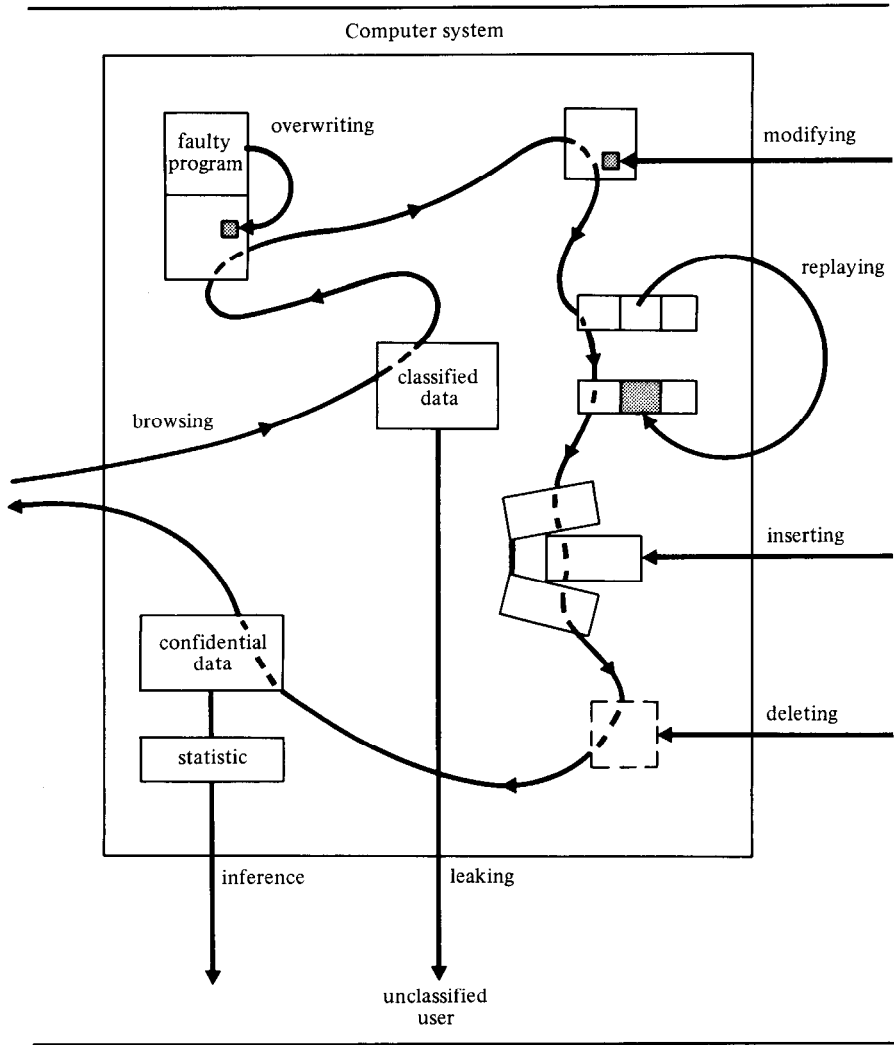 Computer system
overwriting
faulty
program
modifying
replaying
classified
data
browsing
inserting
confidential
data
deleting
statistic
inference
leaking
unclassified
user